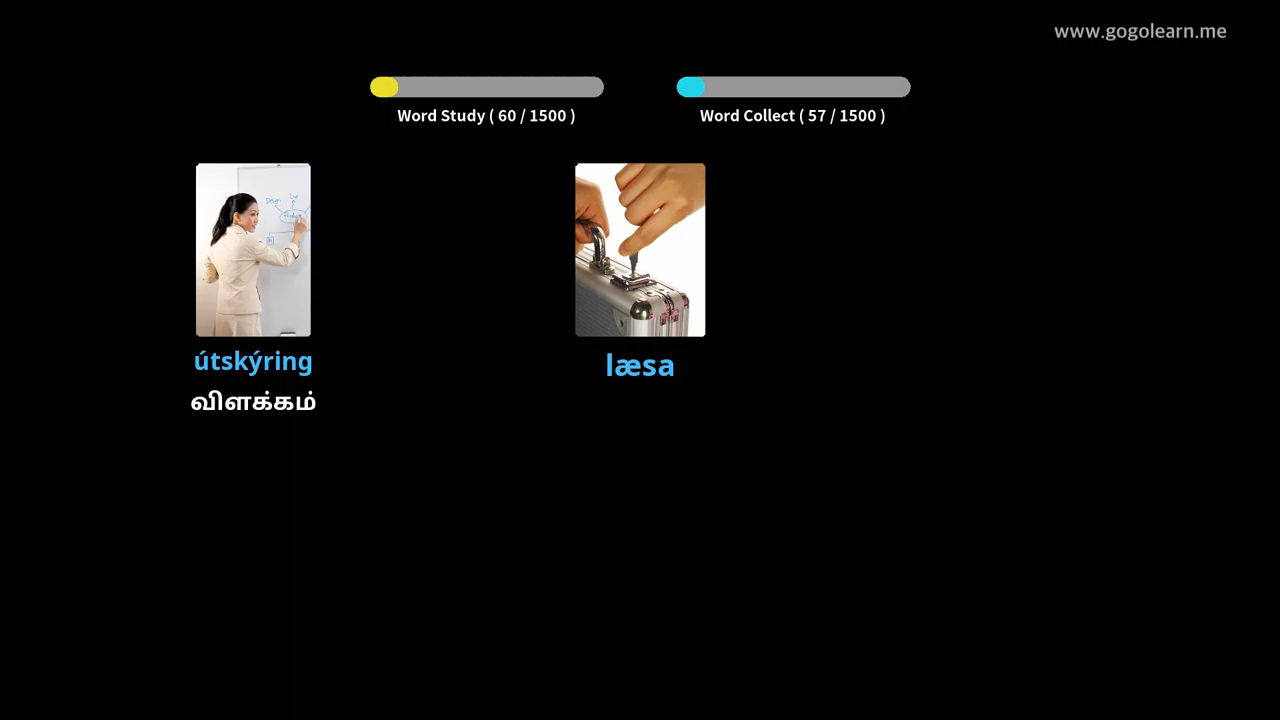 www.gogolearn.me
Word Study ( 60 / 1500 )
Word Collect ( 57 / 1500 )
útskýring
விளக்கம்
læsa